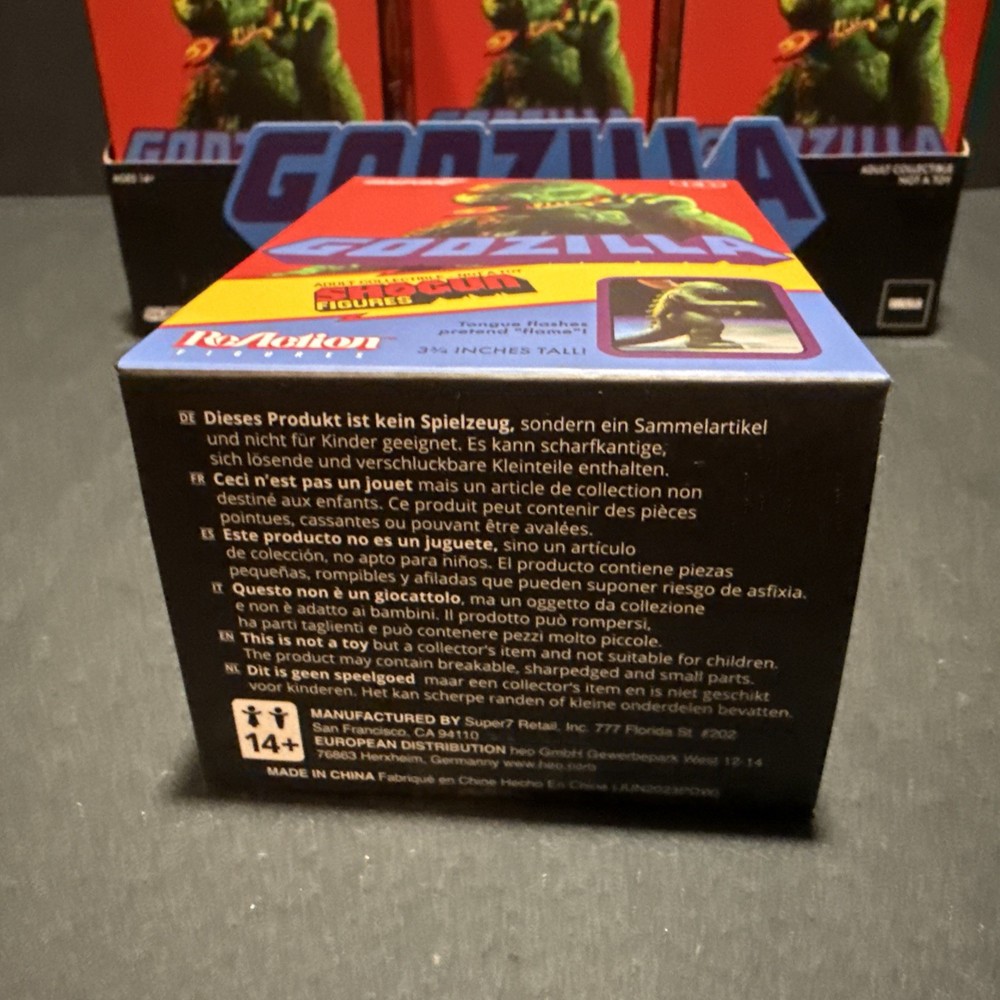 GODZILLA
GODZILLA
AGES 14+
GODZILLA
ADULT COLLECTIBLE
NOT A TOY
GODZILLA
ADULT COLLECTIBLE - NOT A TOY
SHOGUN
FIGURES
ReAction
FIGURES
Tongue flashes
pretend "flame"!
3¾ INCHES TALL!
DE Dieses Produkt ist kein Spielzeug, sondern ein Sammelartikel
und nicht für Kinder geeignet. Es kann scharfkantige,
sich lösende und verschluckbare Kleinteile enthalten.
FR Ceci n'est pas un jouet mais un article de collection non
destiné aux enfants. Ce produit peut contenir des pièces
pointues, cassantes ou pouvant être avalées.
ES Este producto no es un juguete, sino un artículo
de colección, no apto para niños. El producto contiene piezas
pequeñas, rompibles y afiladas que pueden suponer riesgo de asfixia.
IT Questo non è un giocattolo, ma un oggetto da collezione
e non è adatto ai bambini. Il prodotto può rompersi,
ha parti taglienti e può contenere pezzi molto piccole.
EN This is not a toy but a collector's item and not suitable for children.
The product may contain breakable, sharpedged and small parts.
NL Dit is geen speelgoed maar een collector's item en is niet geschikt
voor kinderen. Het kan scherpe randen of kleine onderdelen bevatten.
14+
MANUFACTURED BY Super7 Retail, Inc. 777 Florida St. #202
San Francisco, CA 94110
EUROPEAN DISTRIBUTION heo GmbH Gewerbepark West 12-14
76863 Herxheim, Germanny www.heo.com
MADE IN CHINA Fabriqué en Chine Hecho En China (JUN2023POW)